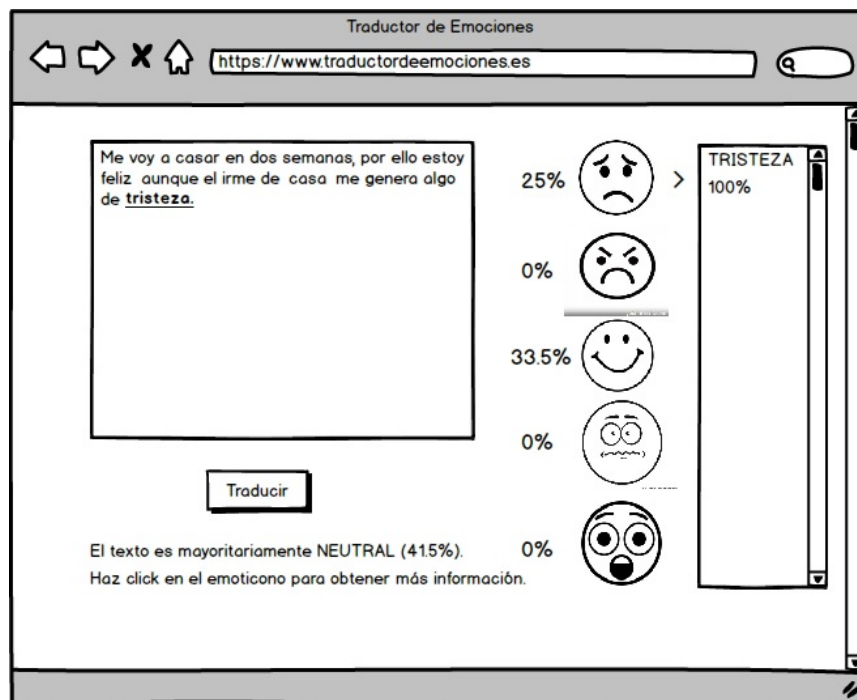 Traductor de Emociones
https://www.traductordeemociones.es
Me voy a casar en dos semanas, por ello estoy
feliz aunque el irme de casa me genera algo
de tristeza.
25%
>
TRISTEZA
100%
0%
33.5%
0%
0%
Traducir
El texto es mayoritariamente NEUTRAL (41.5%).
Haz click en el emoticono para obtener más información.